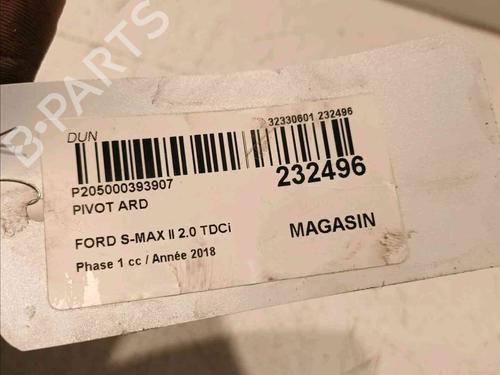 B-PARTS
DUN
32330601 232496
P205000393907
232496
PIVOT ARD
FORD S-MAX II 2.0 TDCi
MAGASIN
Phase 1 cc / Année 2018